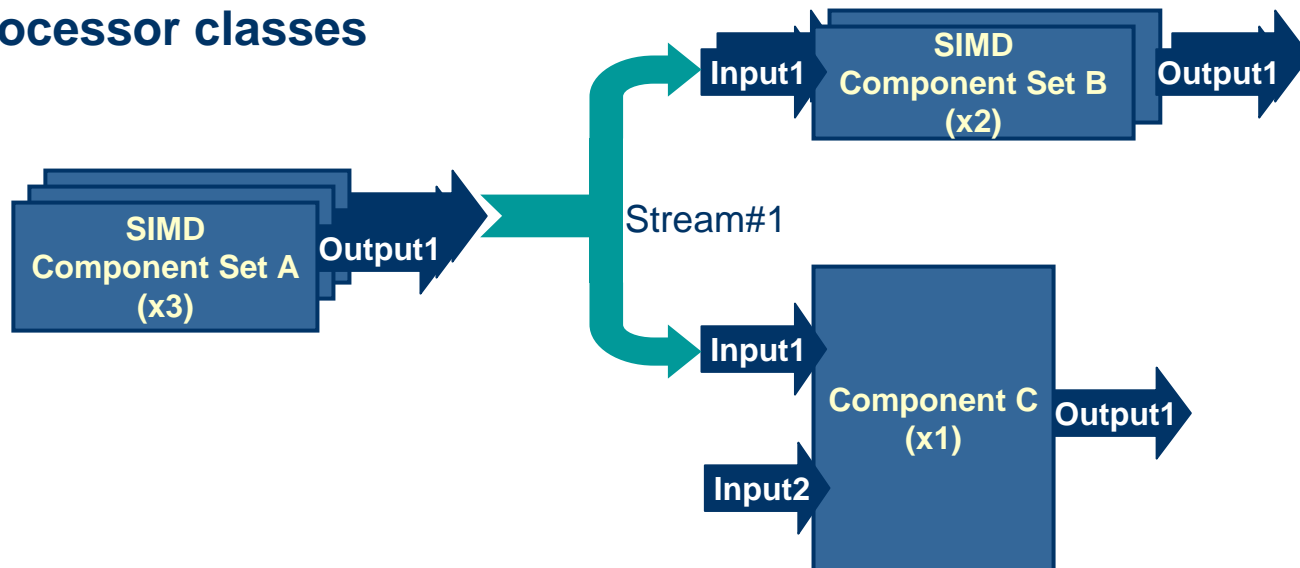 ocessor classes
SIMD
Component Set B
(x2)
Input1
Output1
SIMD
Component Set A
(x3)
Output1
Stream#1
Input1
Component C
(x1)
Output1
Input2